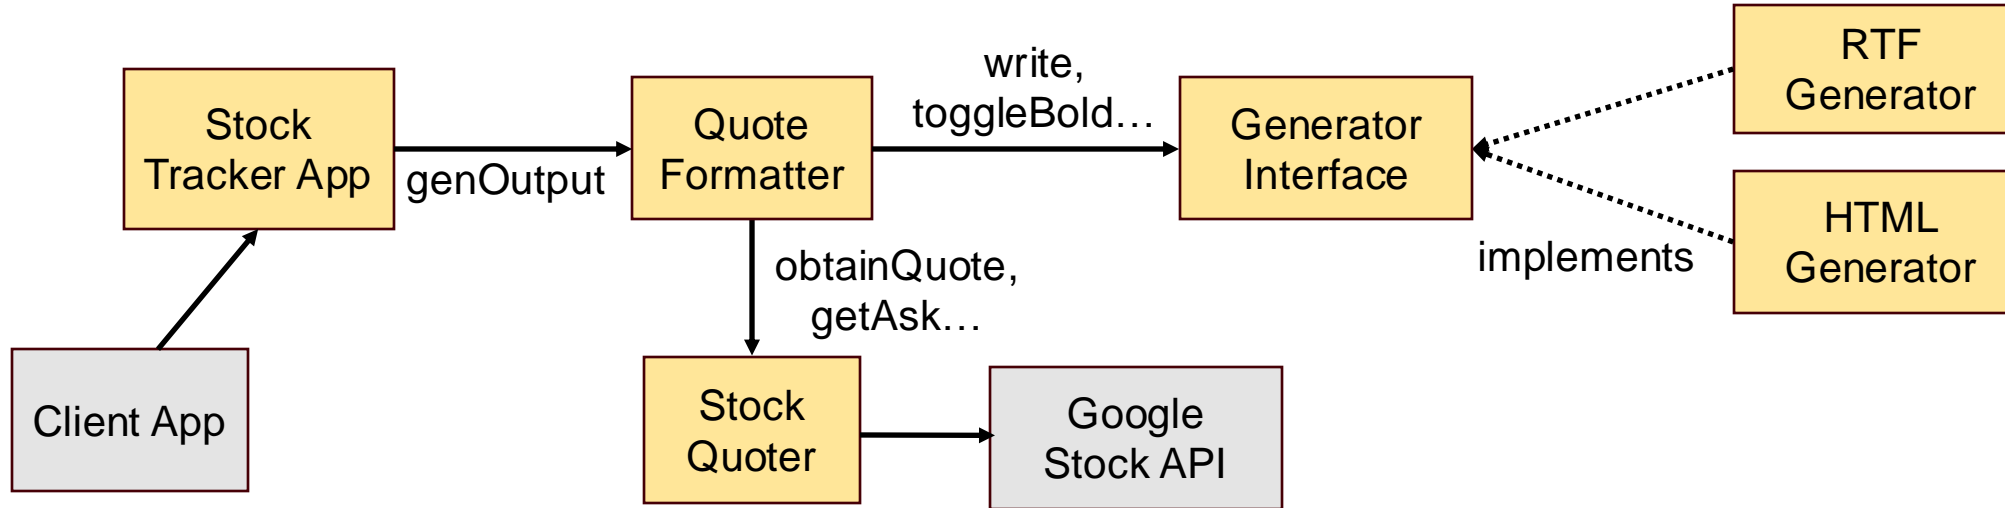 Stock
Tracker App
genOutput
Quote
Formatter
write,
toggleBold…
Generator
Interface
RTF
Generator
HTML
Generator
implements
obtainQuote,
getAsk…
Client App
Stock
Quoter
Google
Stock API